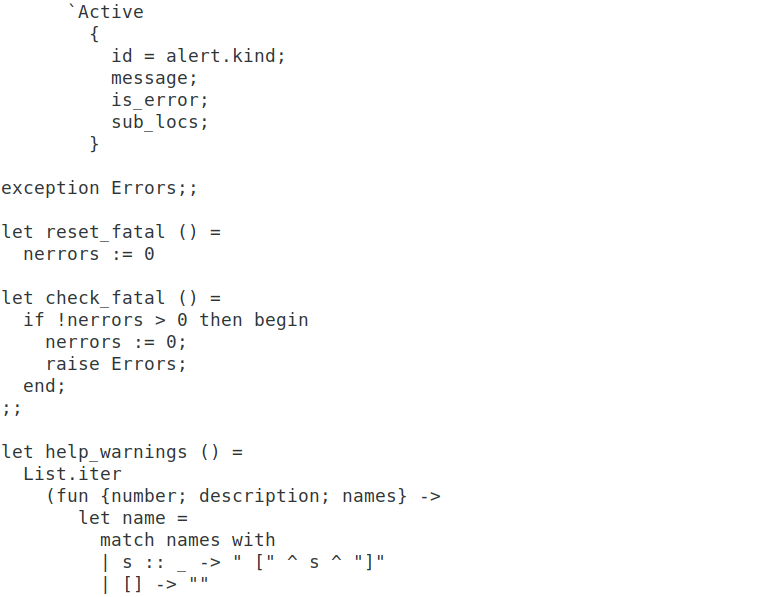 `Active
        {
          id = alert.kind;
          message;
          is_error;
          sub_locs;
        }

exception Errors;;

let reset_fatal () =
  nerrors := 0

let check_fatal () =
  if !nerrors > 0 then begin
    nerrors := 0;
    raise Errors;
  end;
;;

let help_warnings () =
  List.iter
    (fun {number; description; names} ->
       let name =
         match names with
         | s :: _ -> " [" ^ s ^ "]"
         | [] -> ""